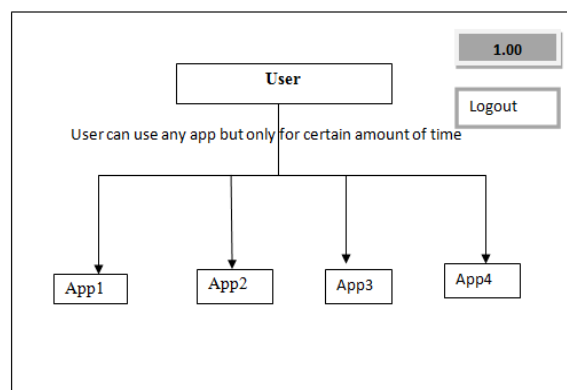 1.00
User
Logout
User can use any app but only for certain amount of time
App1
App2
App3
App4